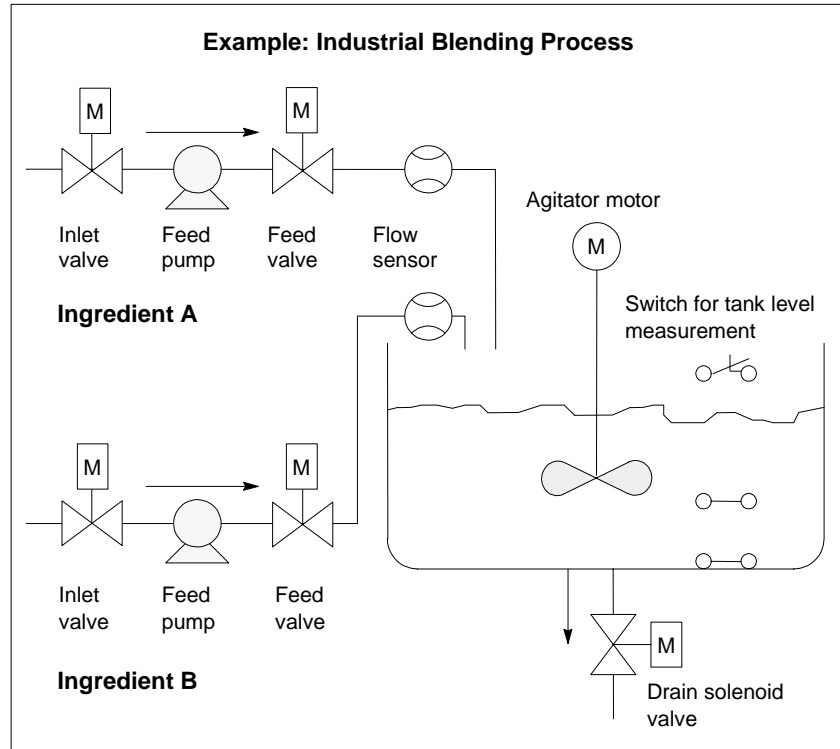 Example: Industrial Blending Process
M
M
Inlet
valve
Feed
pump
Feed
valve
Flow
sensor
Ingredient A
Agitator motor
M
Switch for tank level
measurement
M
M
Inlet
valve
Feed
pump
Feed
valve
Ingredient B
M
Drain solenoid
valve